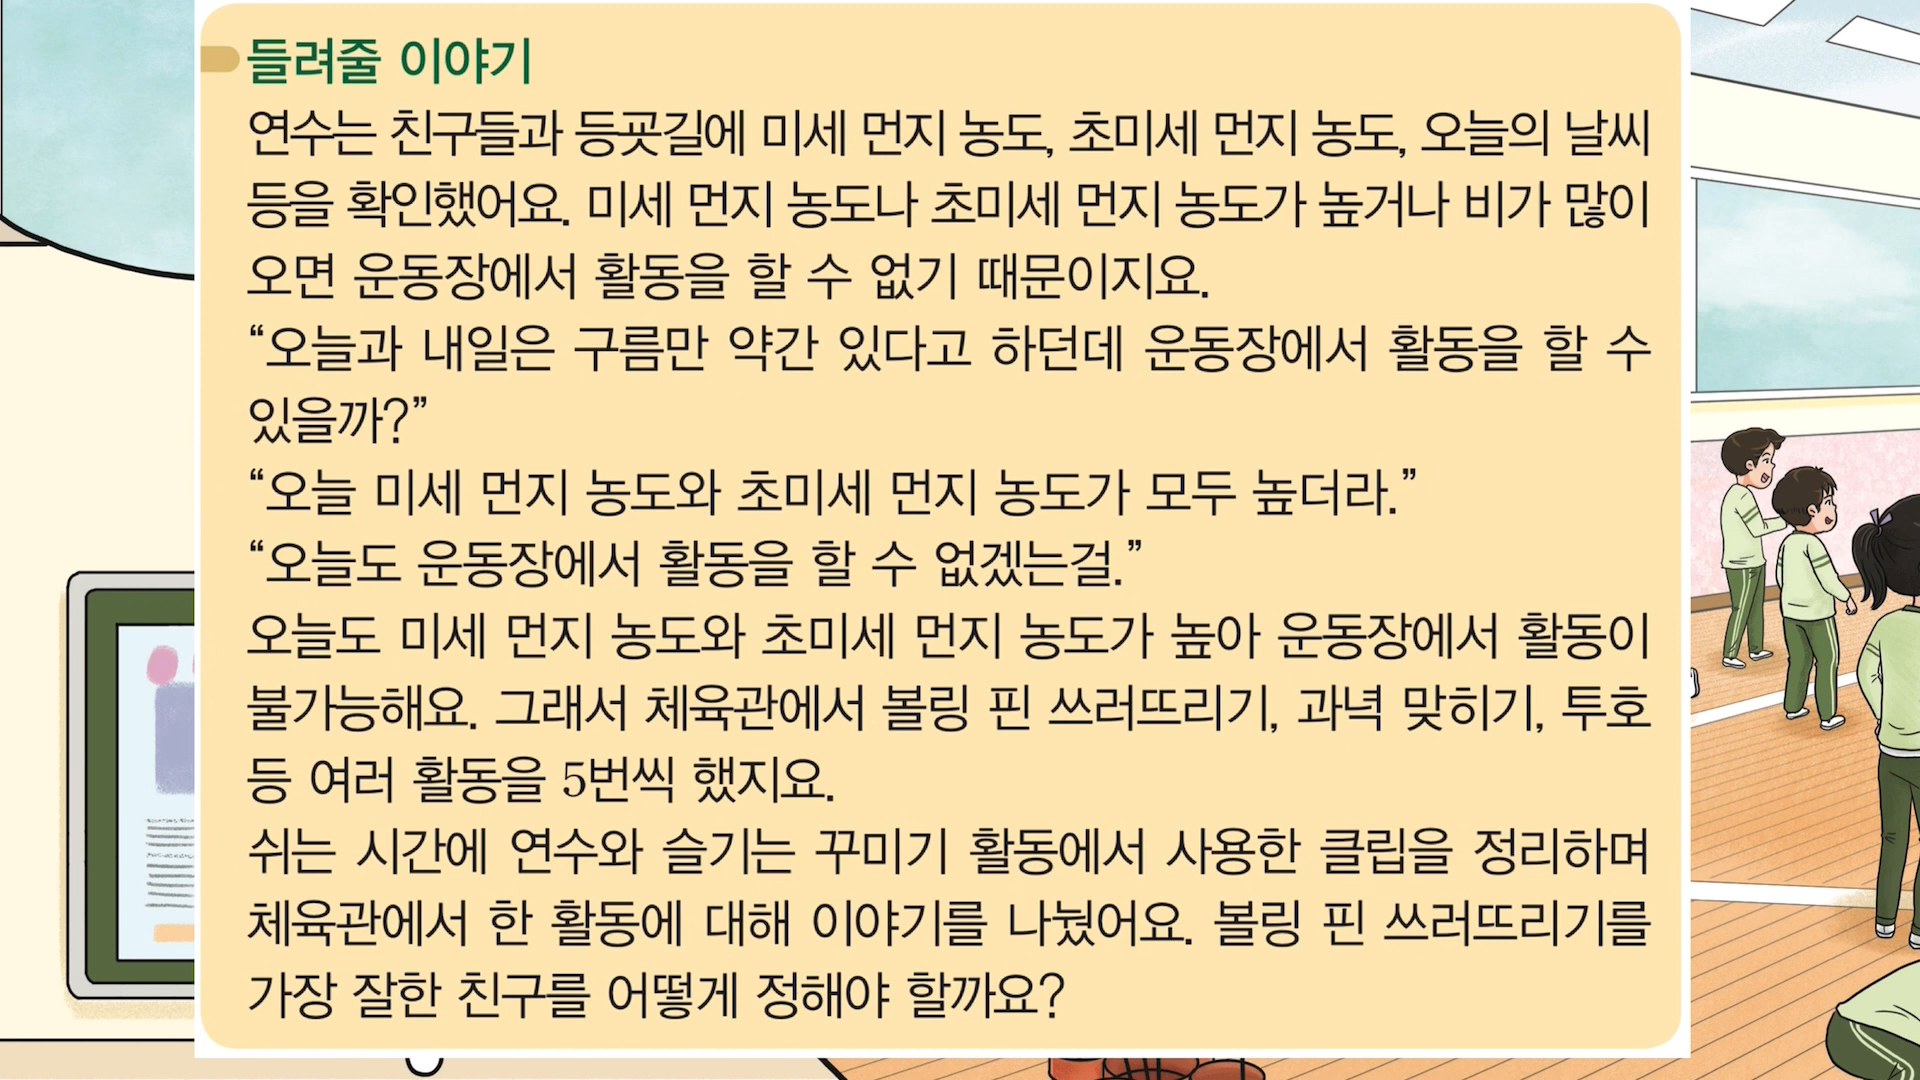 들려줄 이야기
연수는 친구들과 등굣길에 미세 먼지 농도, 초미세 먼지 농도, 오늘의 날씨
등을 확인했어요. 미세 먼지 농도나 초미세 먼지 농도가 높거나 비가 많이
오면 운동장에서 활동을 할 수 없기 때문이지요.
“오늘과 내일은 구름만 약간 있다고 하던데 운동장에서 활동을 할 수
있을까?”
“오늘 미세 먼지 농도와 초미세 먼지 농도가 모두 높더라.”
“오늘도 운동장에서 활동을 할 수 없겠는걸.”
오늘도 미세 먼지 농도와 초미세 먼지 농도가 높아 운동장에서 활동이
불가능해요. 그래서 체육관에서 볼링 핀 쓰러뜨리기, 과녁 맞히기, 투호
등 여러 활동을 5번씩 했지요.
쉬는 시간에 연수와 슬기는 꾸미기 활동에서 사용한 클립을 정리하며
체육관에서 한 활동에 대해 이야기를 나눴어요. 볼링 핀 쓰러뜨리기를
가장 잘한 친구를 어떻게 정해야 할까요?